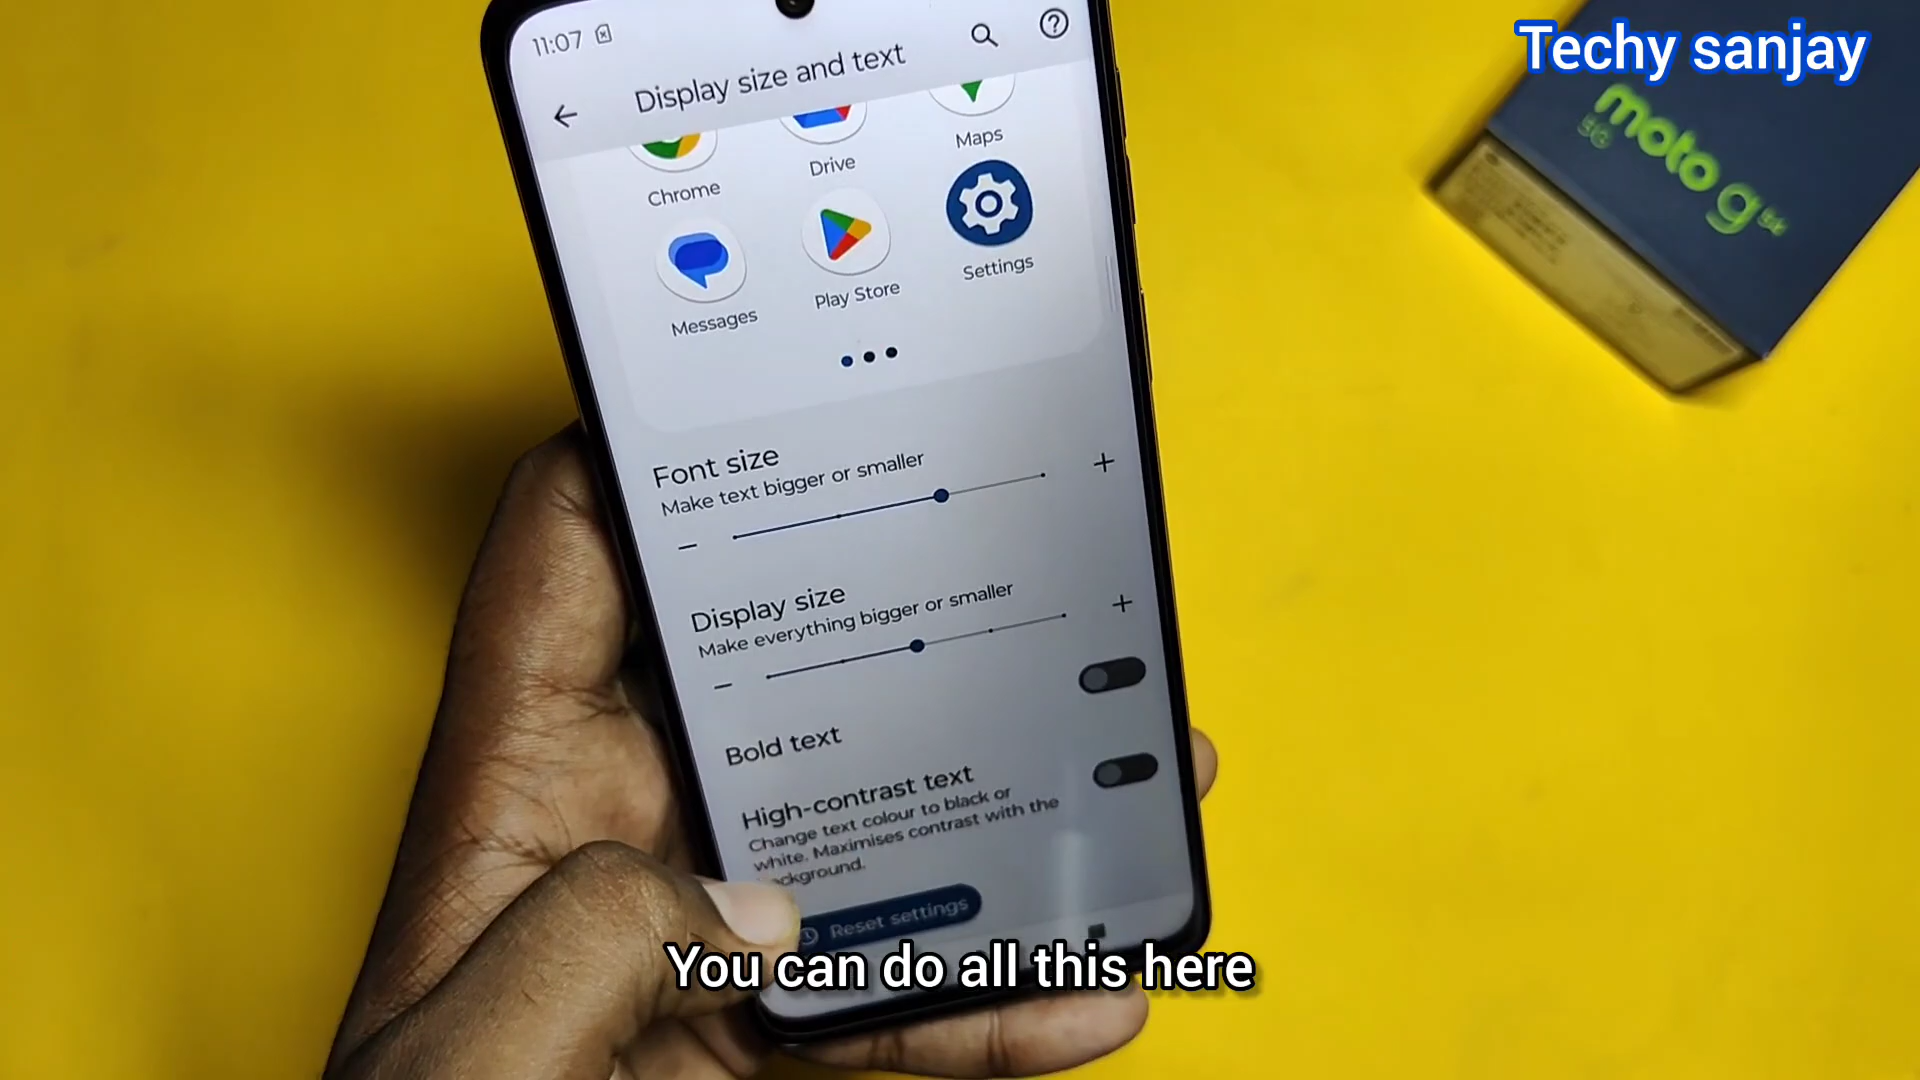 Techy sanjay
moto g
5G
11:07
Display size and text
Chrome
Drive
Maps
Messages
Play Store
Settings
Font size
Make text bigger or smaller
Display size
Make everything bigger or smaller
Bold text
High-contrast text
Change text colour to black or
white. Maximises contrast with the
background.
Reset settings
You can do all this here